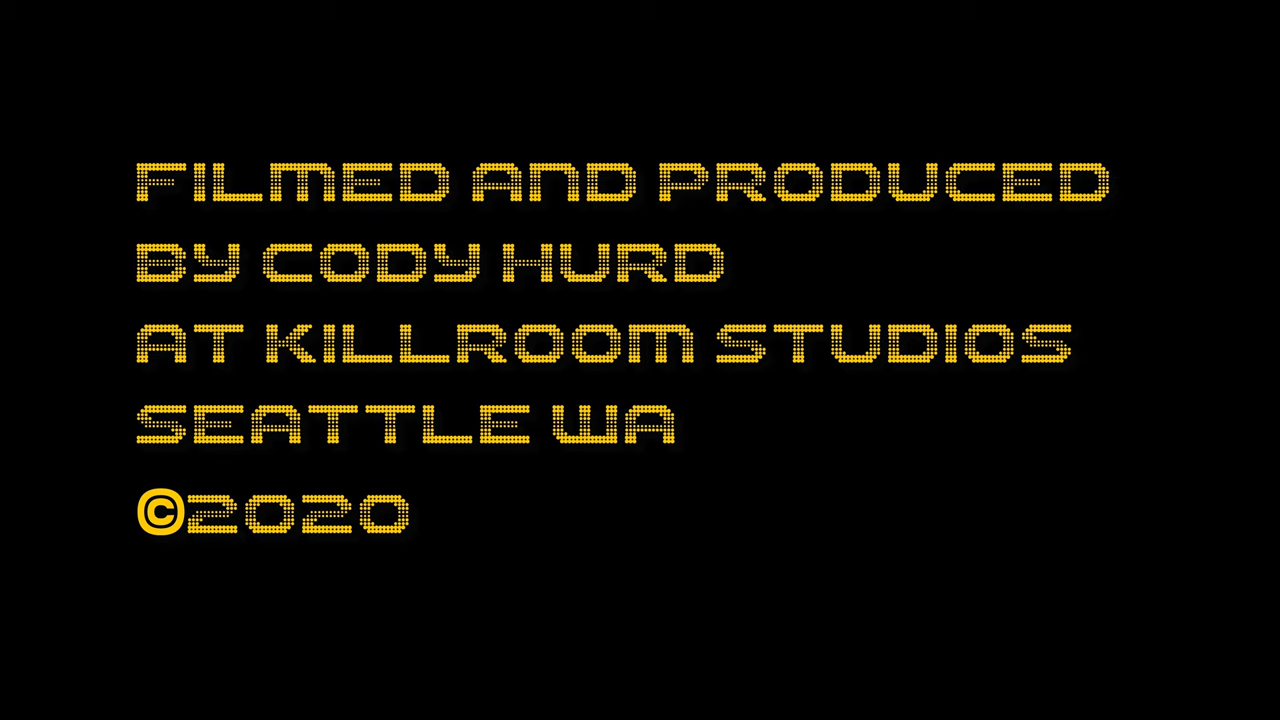 FILMED AND PRODUCED
BY CODY HURD
AT KILLROOM STUDIOS
SEATTLE WA
©2020